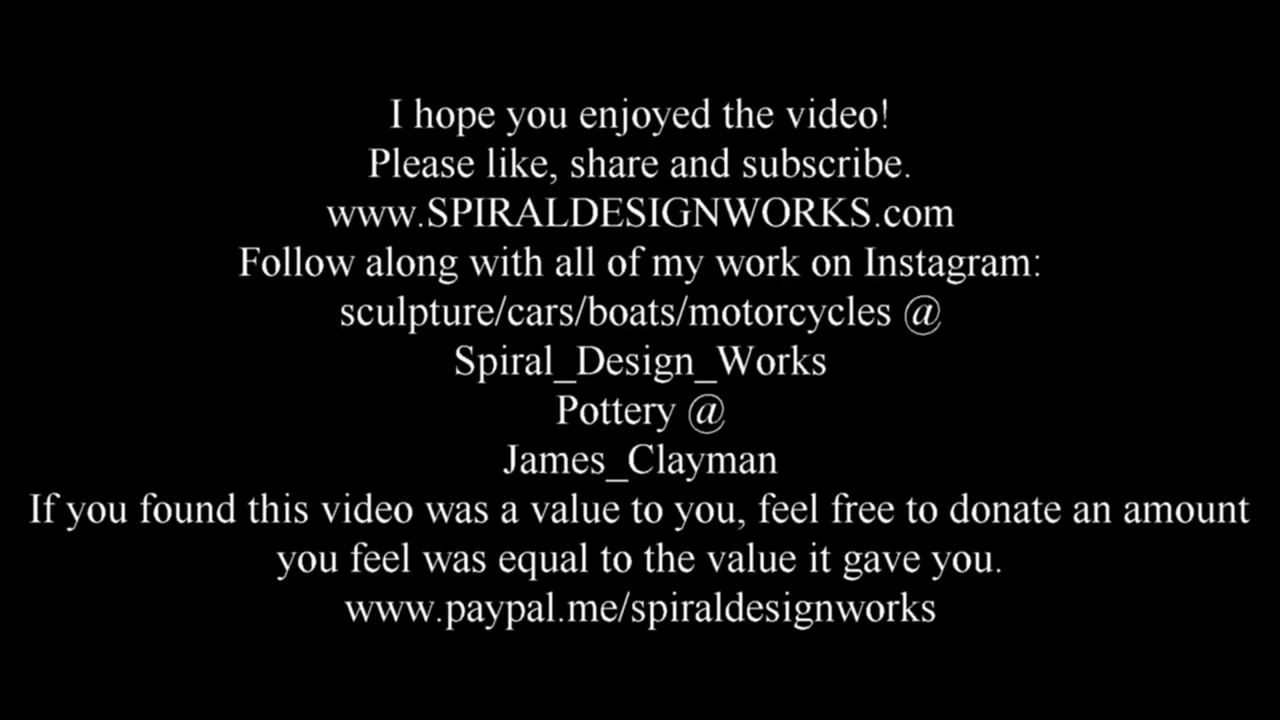 I hope you enjoyed the video!
Please like, share and subscribe.
www.SPIRALDESIGNWORKS.com
Follow along with all of my work on Instagram:
sculpture/cars/boats/motorcycles @
Spiral_Design_Works
Pottery @
James_Clayman
If you found this video was a value to you, feel free to donate an amount
you feel was equal to the value it gave you.
www.paypal.me/spiraldesignworks